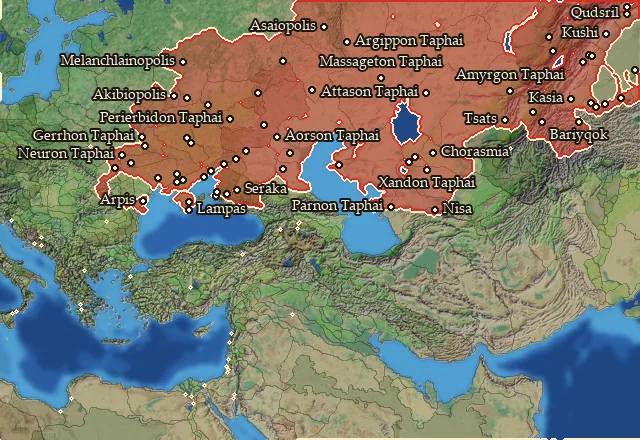 Qudsril
Asaiopolis
Kushi
Argippon Taphai
Melanchlainopolis
Massageton Taphai
Amyrgon Taphai
Akibiopolis
Attason Taphai
Kasia
Perierbidon Taphai
Tsats
Gerrhon Taphai
Aorson Taphai
Bariyqok
Neuron Taphai
Chorasmia
Xandon Taphai
Seraka
Arpis
Lampas
Parnon Taphai
Nisa